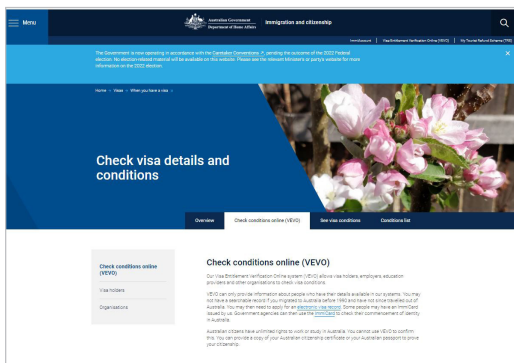 Menu
Australian Government
Department of Home Affairs
Immigration and citizenship
ImmiAccount
Visa Entitlement Verification Online (VEVO)
My Tourist Refund Scheme (TRS)
The Government is now operating in accordance with the Caretaker Conventions, pending the outcome of the 2022 Federal
election. No election related material will be available on this website. Please see the relevant Minister's or party's website for more
information on the 2022 election.
Home > Visas > When you have a visa >
Check visa details and
conditions
Overview
Check conditions online (VEVO)
See visa conditions
Conditions list
Check conditions online
(VEVO)
Visa holders
Organisations
Check conditions online (VEVO)
Our Visa Entitlement Verification Online system (VEVO) allows visa holders, employers, education
providers and other organisations to check visa conditions.
VEVO can only provide information about people who have their details available in our systems. You may
not have a searchable record if you migrated to Australia before 1990 and have not since travelled out of
Australia. You may then need to apply for an electronic visa record. Some people may have an ImmiCard
issued by us. Government agencies can then use the ImmiCard to check their commencement of identity
in Australia.
Australian citizens have unlimited rights to work or study in Australia. You cannot use VEVO to confirm
this. You can provide a copy of your Australian citizenship certificate or your Australian passport to prove
your citizenship.